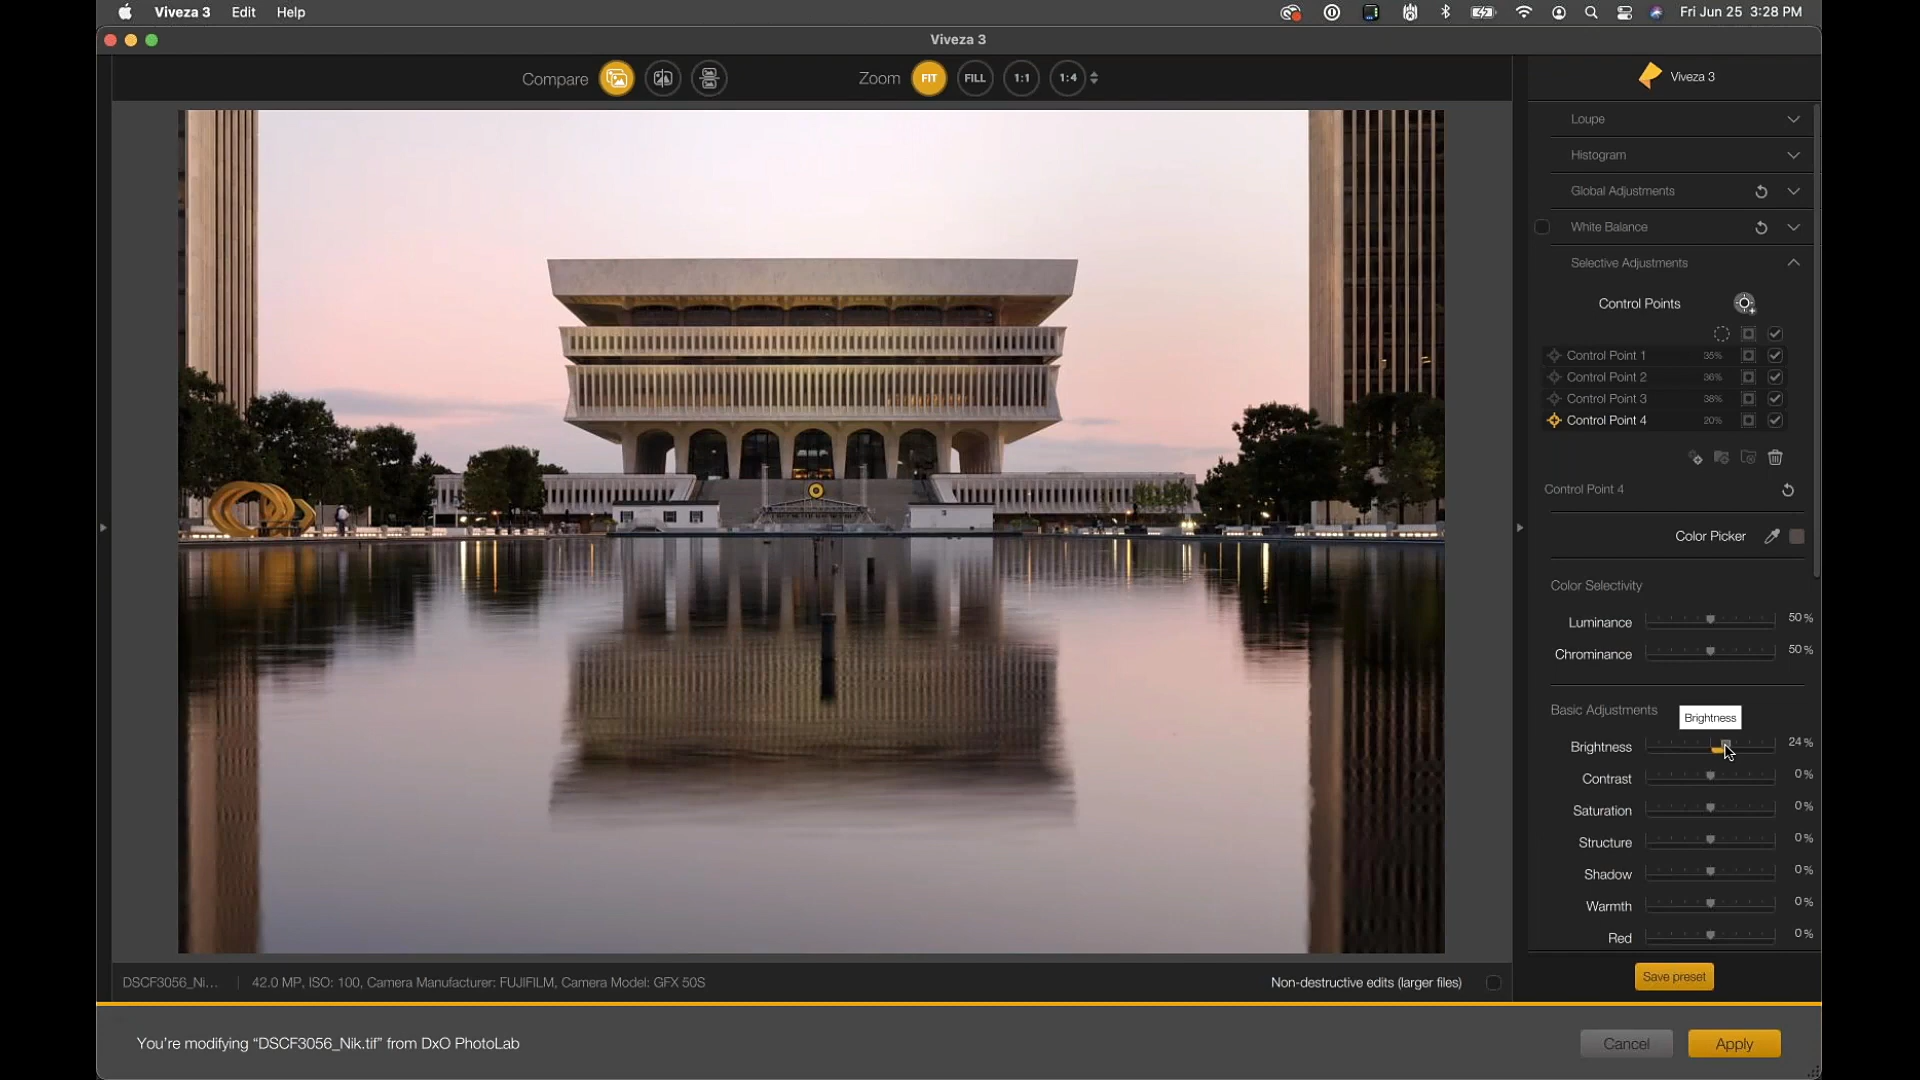 Viveza 3 Edit Help Fri Jun 25 3:28 PM
Viveza 3
Compare Zoom FIT FILL 1:1 1:4
Viveza 3
Loupe
Histogram
Global Adjustments
White Balance
Selective Adjustments
Control Points
Control Point 1 35%
Control Point 2 36%
Control Point 3 38%
Control Point 4 20%
Control Point 4
Color Picker
Color Selectivity
Luminance 50 %
Chrominance 50 %
Basic Adjustments
Brightness
Brightness 24 %
Contrast 0 %
Saturation 0 %
Structure 0 %
Shadow 0 %
Warmth 0 %
Red 0 %
Save preset
DSCF3056_Ni... 42.0 MP, ISO: 100, Camera Manufacturer: FUJIFILM, Camera Model: GFX 50S Non-destructive edits (larger files)
You're modifying “DSCF3056_Nik.tif” from DxO PhotoLab
Cancel Apply